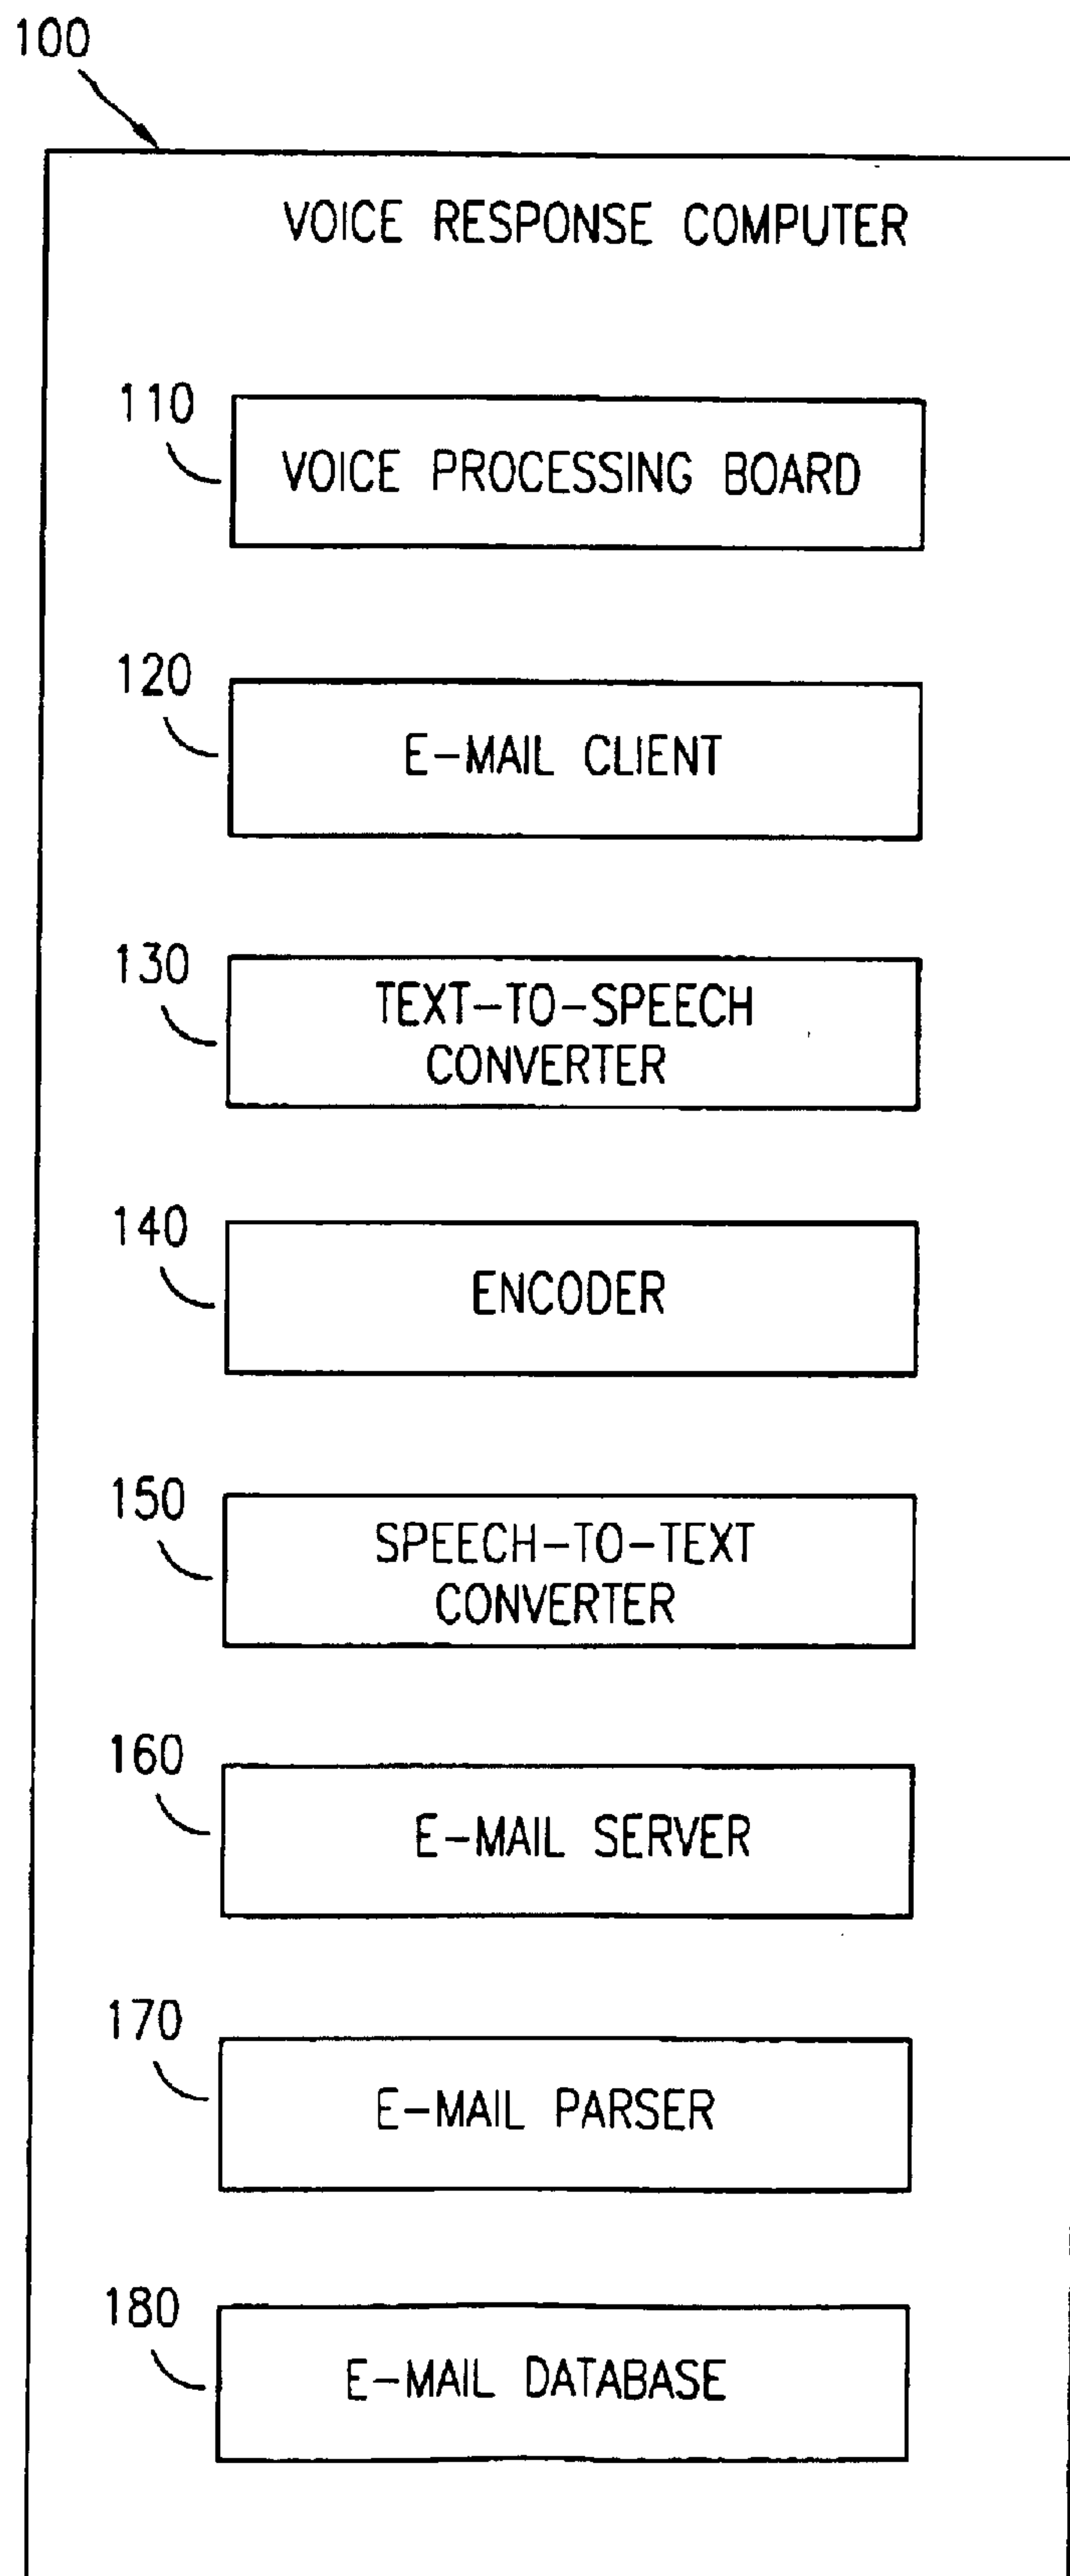 100
VOICE RESPONSE COMPUTER
110
VOICE PROCESSING BOARD
120
E-MAIL CLIENT
130
TEXT-TO-SPEECH
CONVERTER
140
ENCODER
150
SPEECH-TO-TEXT
CONVERTER
160
E-MAIL SERVER
170
E-MAIL PARSER
180
E-MAIL DATABASE